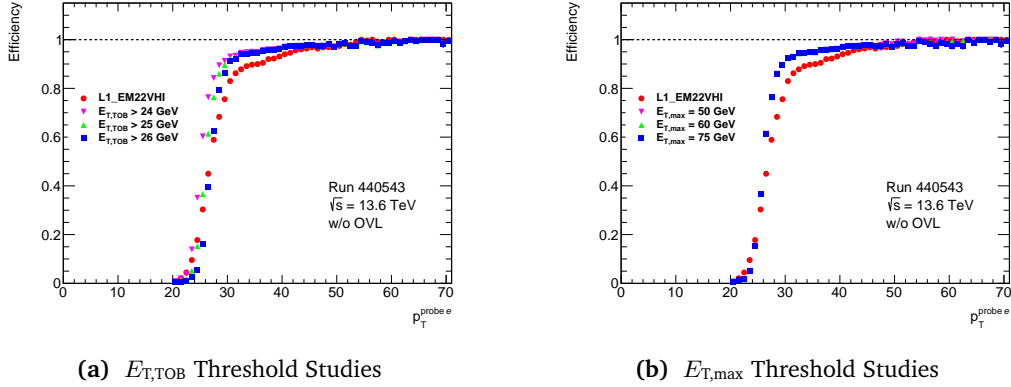 Efficiency
1
0.8
0.6
0.4
0.2
0
L1_EM22VHI
E_T,TOB > 24 GeV
E_T,TOB > 25 GeV
E_T,TOB > 26 GeV
Run 440543
√s = 13.6 TeV
w/o OVL
0 10 20 30 40 50 60 70
p_T^probe e
(a) E_T,TOB Threshold Studies
Efficiency
1
0.8
0.6
0.4
0.2
0
L1_EM22VHI
E_T,max = 50 GeV
E_T,max = 60 GeV
E_T,max = 75 GeV
Run 440543
√s = 13.6 TeV
w/o OVL
0 10 20 30 40 50 60 70
p_T^probe e
(b) E_T,max Threshold Studies